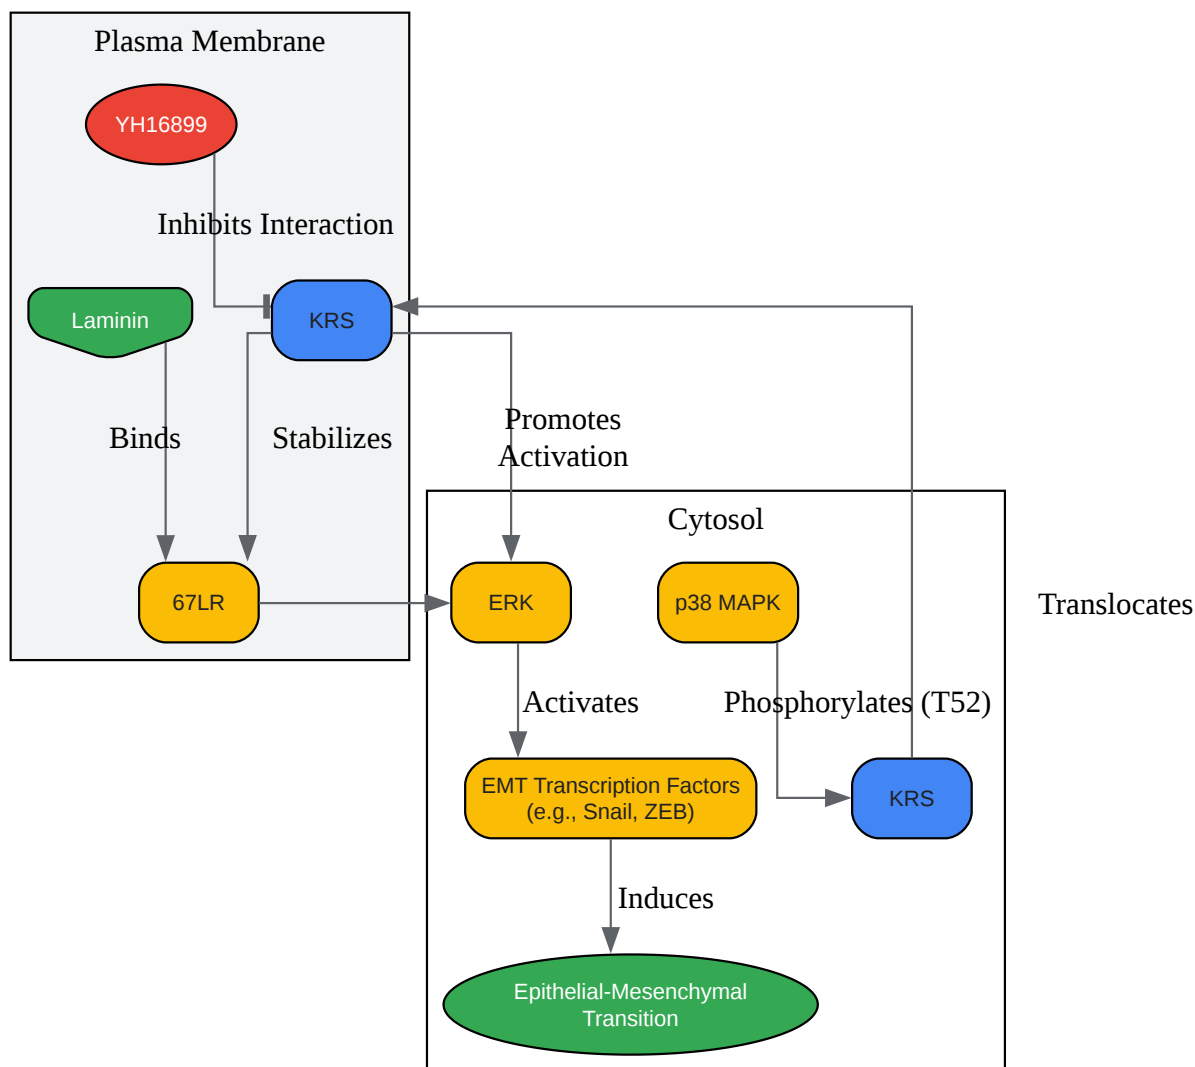 Plasma Membrane
YH16899
Inhibits Interaction
Laminin
KRS
Binds
Stabilizes
Promotes
Activation
67LR
Cytosol
ERK
p38 MAPK
Translocates
Activates
Phosphorylates (T52)
EMT Transcription Factors
(e.g., Snail, ZEB)
KRS
Induces
Epithelial-Mesenchymal
Transition